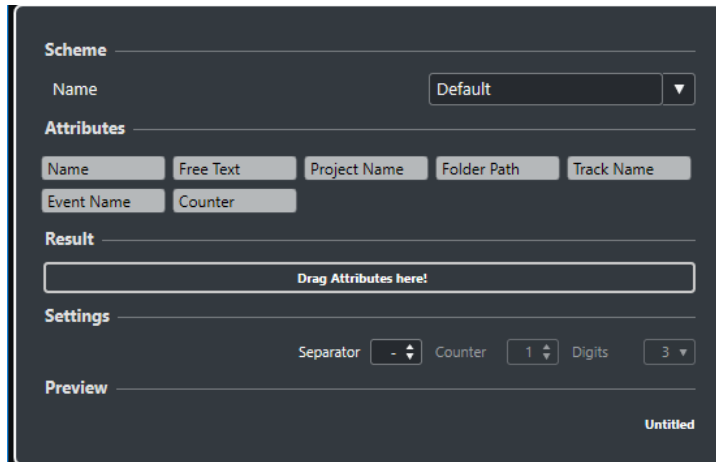 Scheme
Name Default
Attributes
Name Free Text Project Name Folder Path Track Name
Event Name Counter
Result
Drag Attributes here!
Settings
Separator - Counter 1 Digits 3
Preview
Untitled